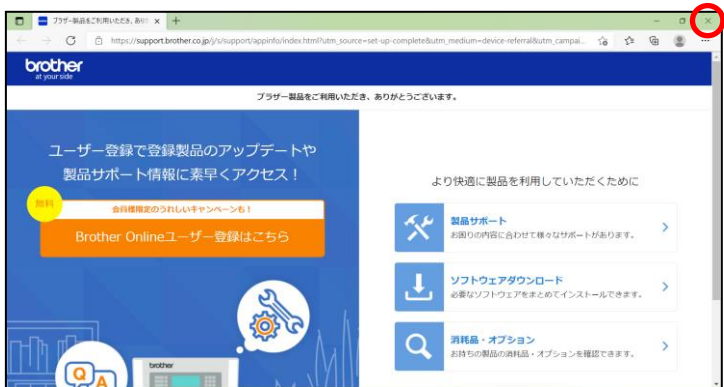 ブラザー製品をご利用いただき、あり
https://support.brother.co.jp/j/s/support/appinfo/index.html?utm_source=set-up-complete&utm_medium=device-referral&utm_campai...
brother
at your side
ブラザー製品をご利用いただき、ありがとうございます。
ユーザー登録で登録製品のアップデートや
製品サポート情報に素早くアクセス！
無料
会員様限定のうれしいキャンペーンも！
Brother Onlineユーザー登録はこちら
Q
A
brother
より快適に製品を利用していただくために
製品サポート
お困りの内容に合わせて様々なサポートがあります。
ソフトウェアダウンロード
必要なソフトウェアをまとめてインストールできます。
消耗品・オプション
お持ちの製品の消耗品・オプションを確認できます。